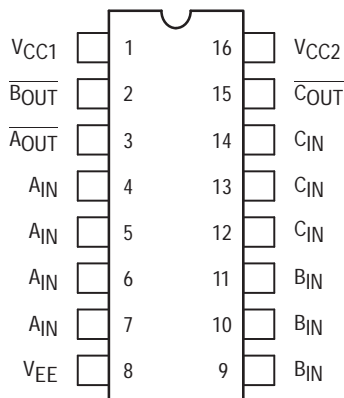 VCC1 1 16 VCC2
BOUT 2 15 COUT
AOUT 3 14 CIN
AIN 4 13 CIN
AIN 5 12 CIN
AIN 6 11 BIN
AIN 7 10 BIN
VEE 8 9 BIN